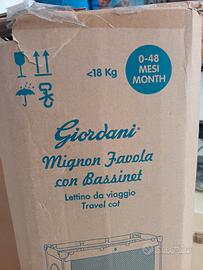 <18 Kg
0-48
MESI
MONTH
Giordani
Mignon Favola
con Bassinet
Lettino da viaggio
Travel cot